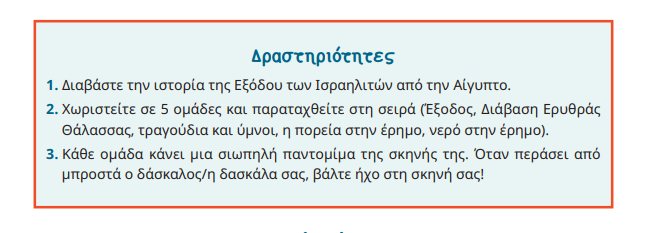 Δραστηριότητες
1. Διαβάστε την ιστορία της Εξόδου των Ισραηλιτών από την Αίγυπτο.
2. Χωριστείτε σε 5 ομάδες και παραταχθείτε στη σειρά (Έξοδος, Διάβαση Ερυθράς
Θάλασσας, τραγούδια και ύμνοι, η πορεία στην έρημο, νερό στην έρημο).
3. Κάθε ομάδα κάνει μια σιωπηλή παντομίμα της σκηνής της. Όταν περάσει από
μπροστά ο δάσκαλος/η δασκάλα σας, βάλτε ήχο στη σκηνή σας!